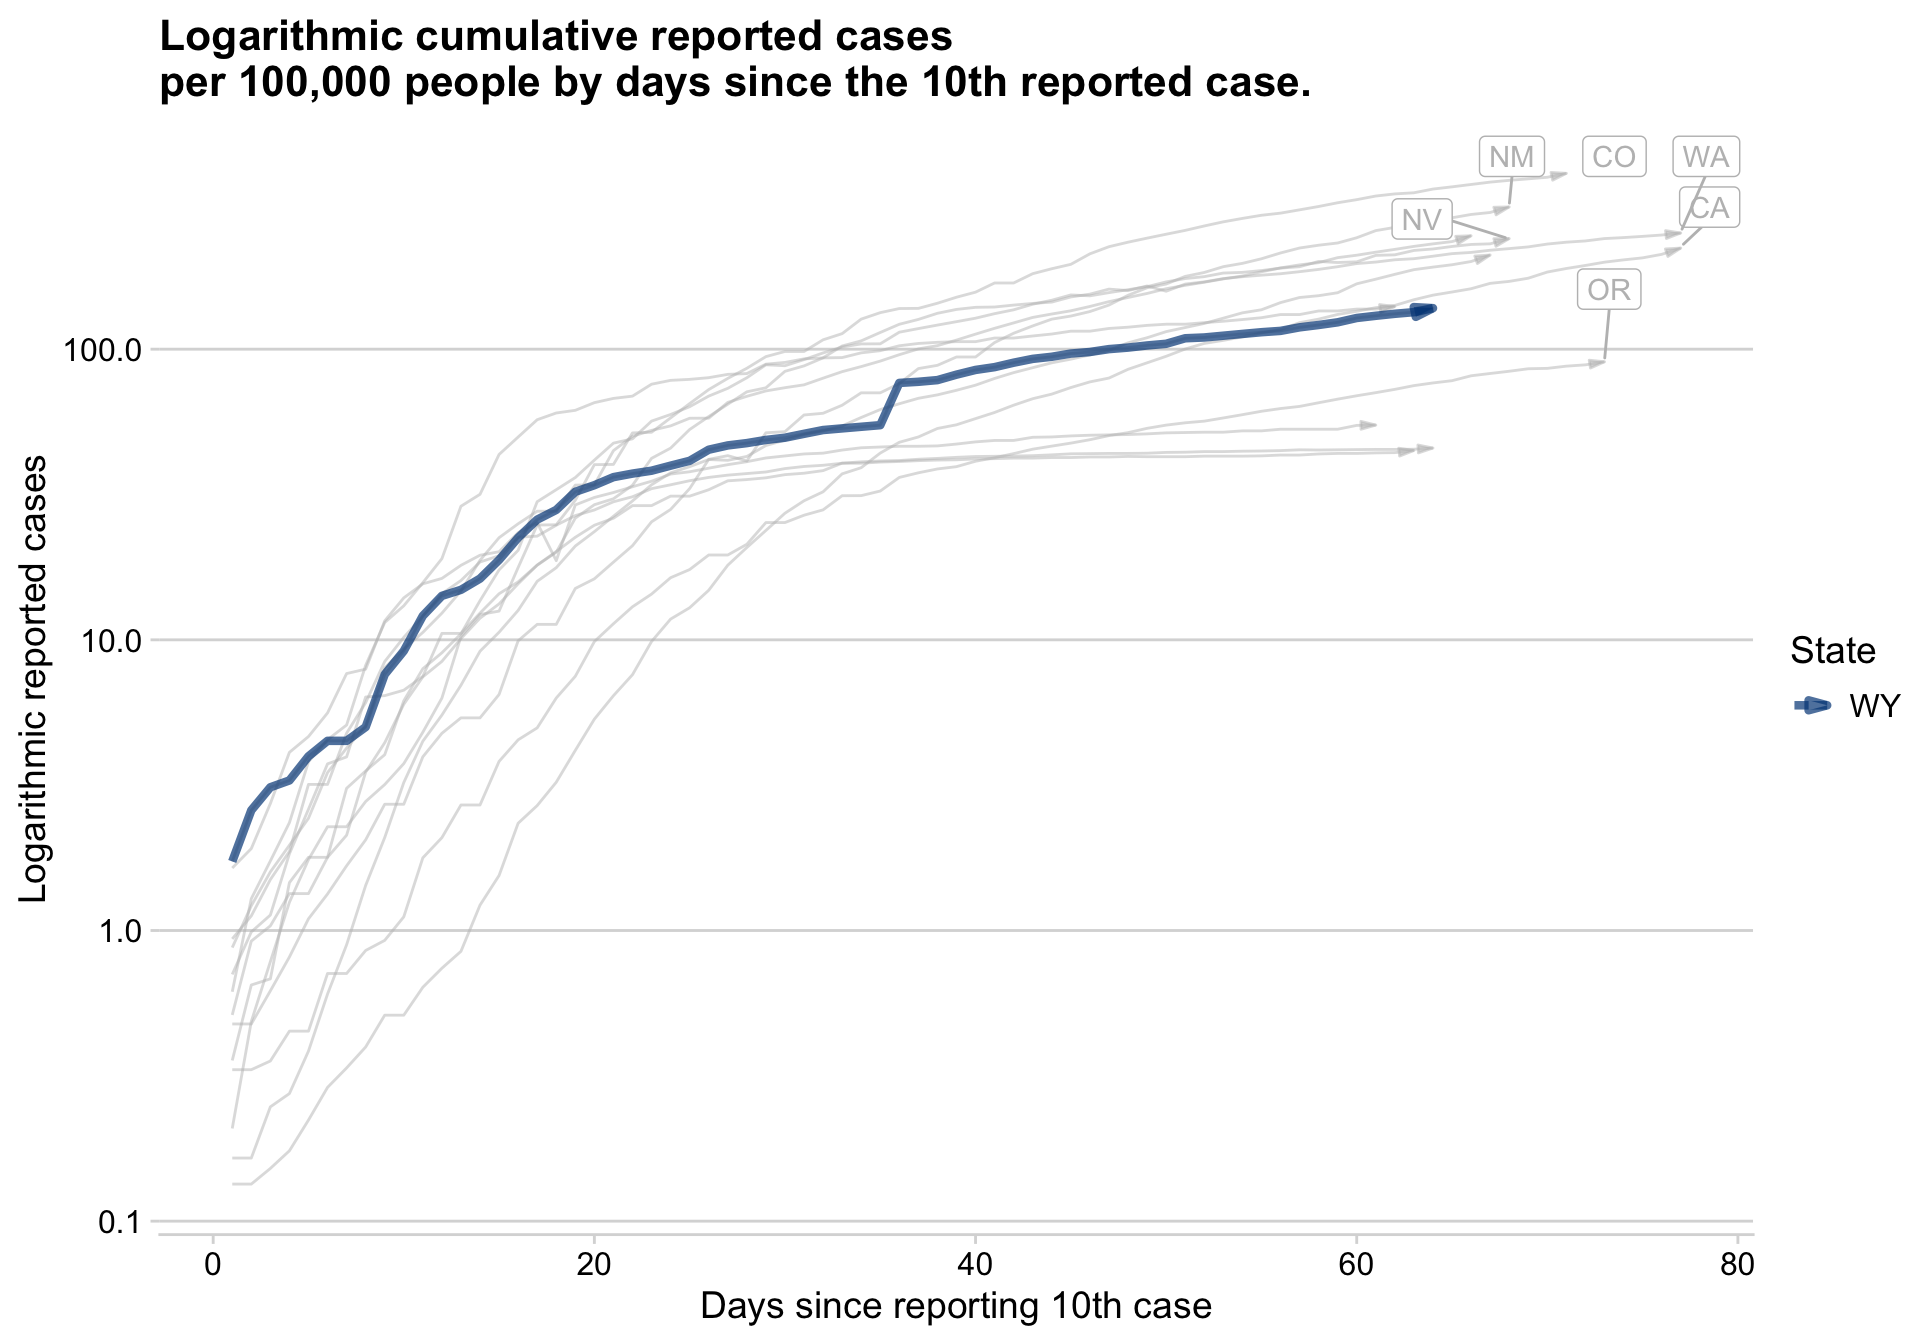 Logarithmic cumulative reported cases
per 100,000 people by days since the 10th reported case.
NM
CO
WA
CA
NV
OR
100.0
10.0
1.0
0.1
Logarithmic reported cases
0
20
40
60
80
Days since reporting 10th case
State
WY